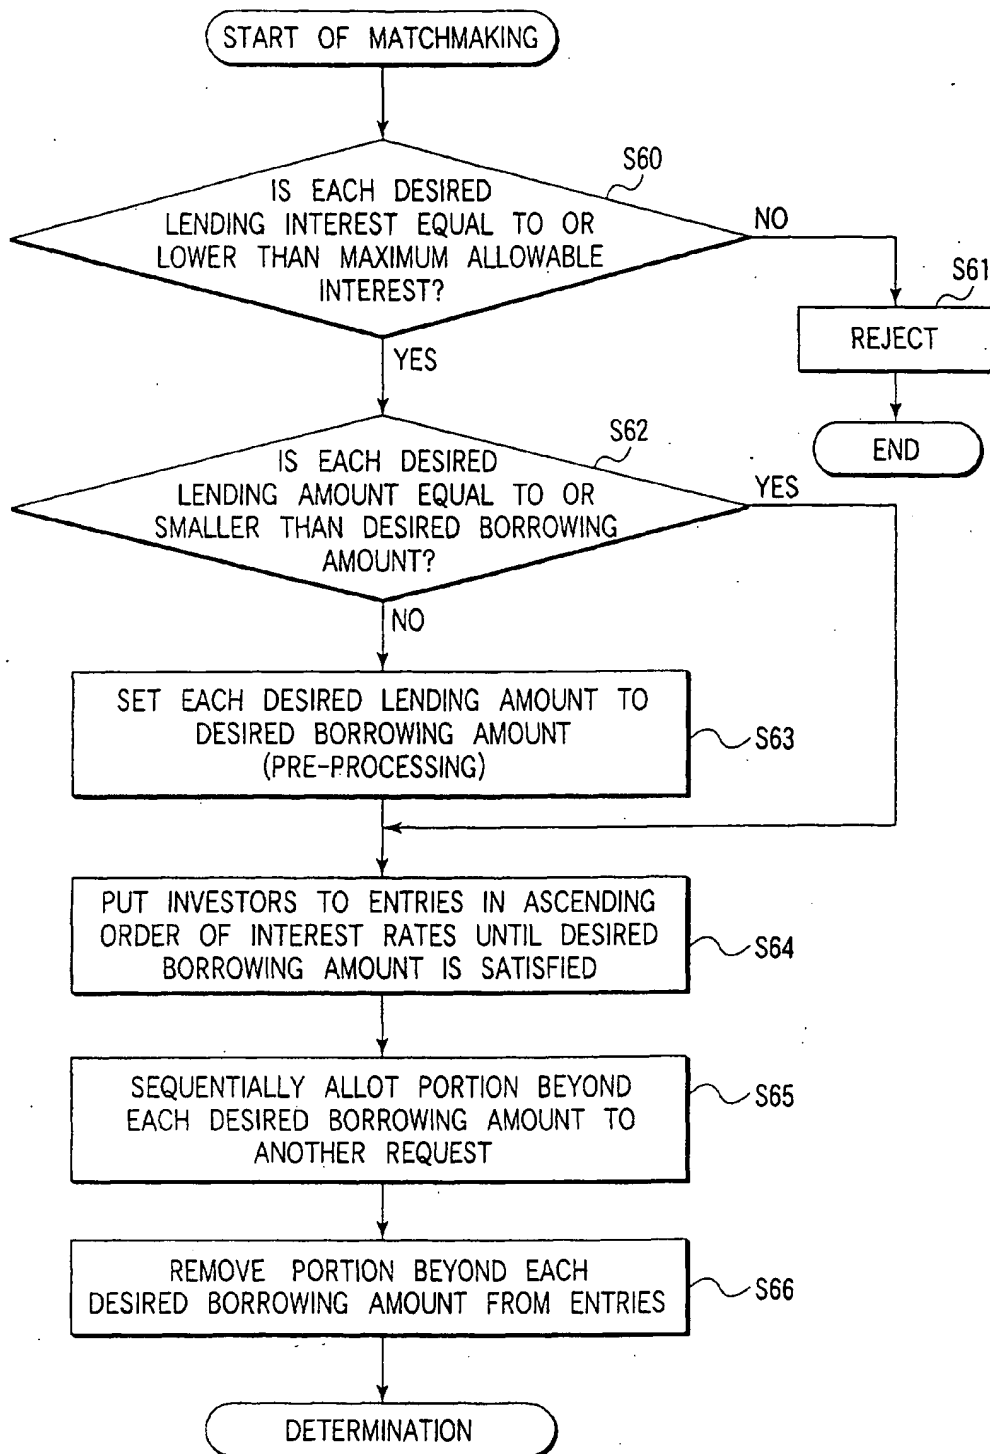 START OF MATCHMAKING
S60
IS EACH DESIRED
LENDING INTEREST EQUAL TO OR
LOWER THAN MAXIMUM ALLOWABLE
INTEREST?
NO
S61
REJECT
END
YES
S62
IS EACH DESIRED
LENDING AMOUNT EQUAL TO OR
SMALLER THAN DESIRED BORROWING
AMOUNT?
YES
NO
SET EACH DESIRED LENDING AMOUNT TO
DESIRED BORROWING AMOUNT
(PRE-PROCESSING)
S63
PUT INVESTORS TO ENTRIES IN ASCENDING
ORDER OF INTEREST RATES UNTIL DESIRED
BORROWING AMOUNT IS SATISFIED
S64
SEQUENTIALLY ALLOT PORTION BEYOND
EACH DESIRED BORROWING AMOUNT TO
ANOTHER REQUEST
S65
REMOVE PORTION BEYOND EACH
DESIRED BORROWING AMOUNT FROM ENTRIES
S66
DETERMINATION